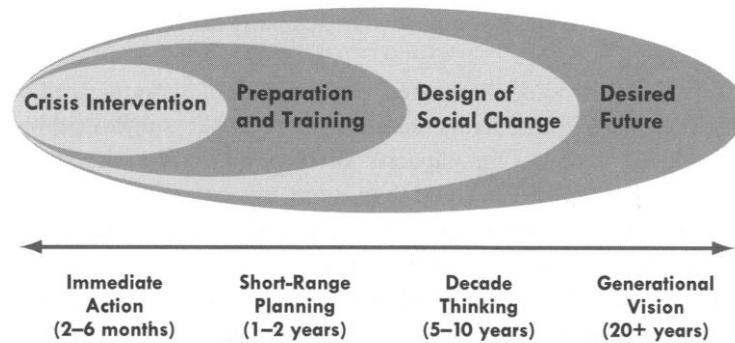 Crisis Intervention
Preparation
and Training
Design of
Social Change
Desired
Future
Immediate
Action
(2–6 months)
Short-Range
Planning
(1–2 years)
Decade
Thinking
(5–10 years)
Generational
Vision
(20+ years)